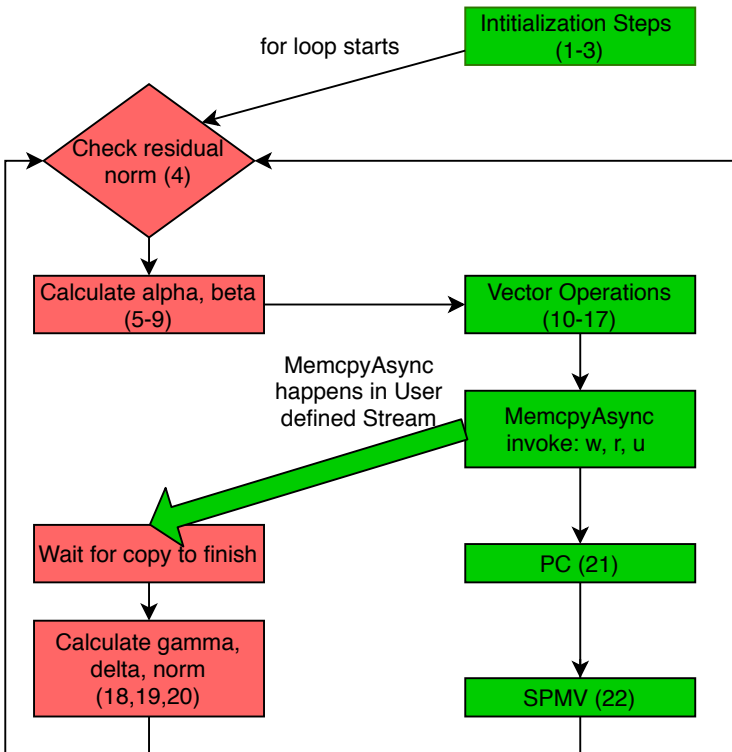 Intitialization Steps
(1-3)
for loop starts
Check residual
norm (4)
Calculate alpha, beta
(5-9)
Vector Operations
(10-17)
MemcpyAsync
happens in User
defined Stream
MemcpyAsync
invoke: w, r, u
Wait for copy to finish
PC (21)
Calculate gamma,
delta, norm
(18,19,20)
SPMV (22)